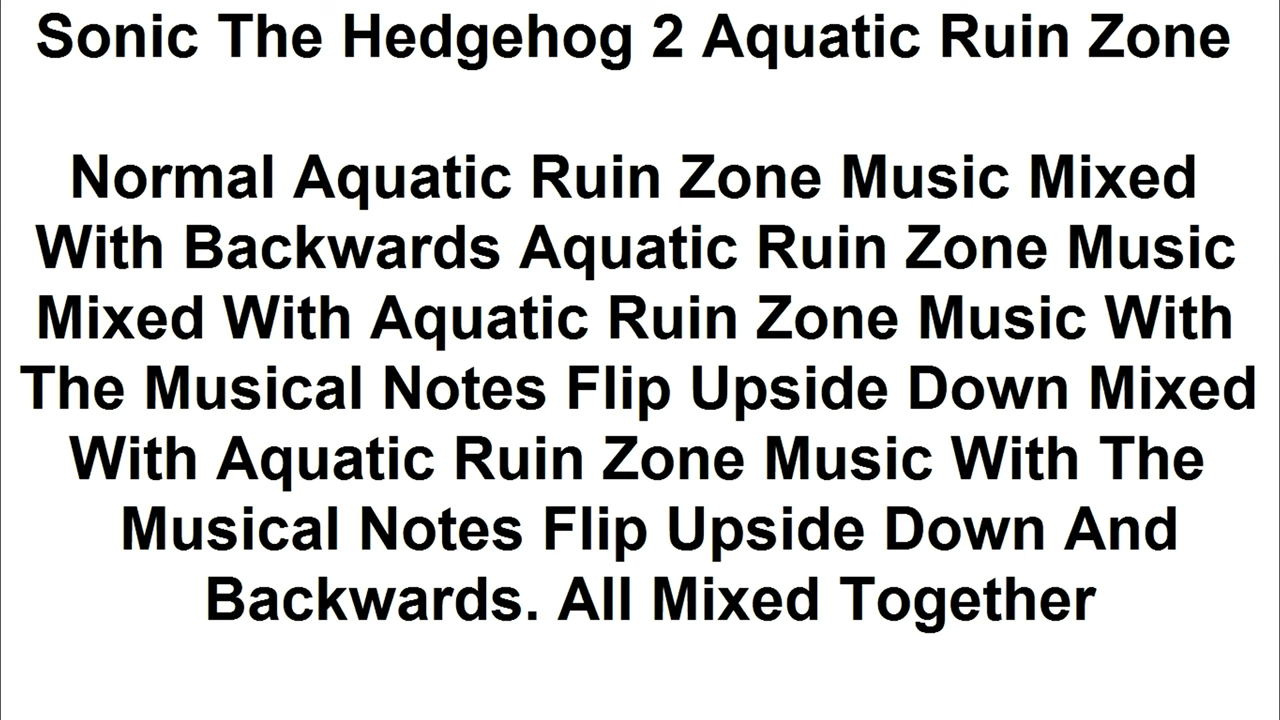 Sonic The Hedgehog 2 Aquatic Ruin Zone
Normal Aquatic Ruin Zone Music Mixed
With Backwards Aquatic Ruin Zone Music
Mixed With Aquatic Ruin Zone Music With
The Musical Notes Flip Upside Down Mixed
With Aquatic Ruin Zone Music With The
Musical Notes Flip Upside Down And
Backwards. All Mixed Together